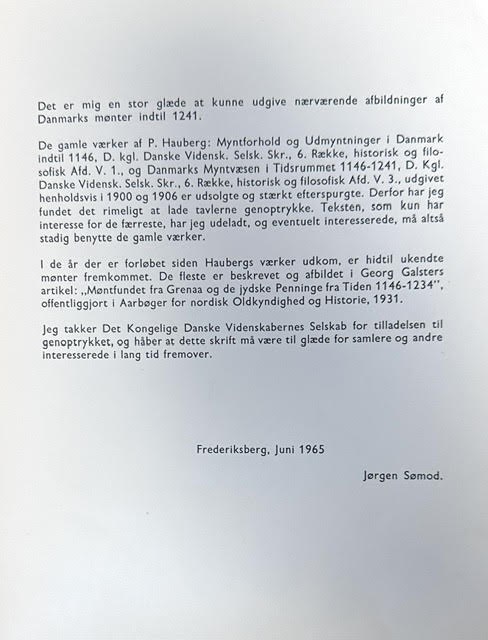 Det er mig en stor glæde at kunne udgive nærværende afbildninger af
Danmarks mønter indtil 1241.
De gamle værker af P. Hauberg: Myntforhold og Udmyntninger i Danmark
indtil 1146, D. kgl. Danske Vidensk. Selsk. Skr., 6. Række, historisk og filo-
sofisk Afd. V. 1., og Danmarks Myntvæsen i Tidsrummet 1146-1241, D. Kgl.
Danske Vidensk. Selsk. Skr., 6. Række, historisk og filosofisk Afd. V. 3., udgivet
henholdsvis i 1900 og 1906 er udsolgte og stærkt efterspurgte. Derfor har jeg
fundet det rimeligt at lade tavlerne genoptrykke. Teksten, som kun har
interesse for de færreste, har jeg udeladt, og eventuelt interesserede, må altså
stadig benytte de gamle værker.
I de år der er forløbet siden Haubergs værker udkom, er hidtil ukendte
mønter fremkommet. De fleste er beskrevet og afbildet i Georg Galsters
artikel: „Møntfundet fra Grenaa og de jydske Penninge fra Tiden 1146-1234",
offentliggjort i Aarbøger for nordisk Oldkyndighed og Historie, 1931.
Jeg takker Det Kongelige Danske Videnskabernes Selskab for tilladelsen til
genoptrykket, og håber at dette skrift må være til glæde for samlere og andre
interesserede i lang tid fremover.
Frederiksberg, Juni 1965
Jørgen Sømod.